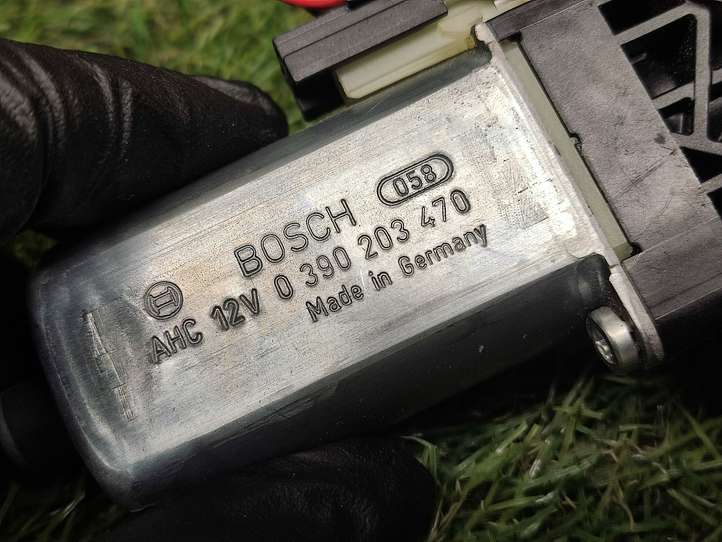 058
BOSCH
AHC 12V 0 390 203 470
Made in Germany